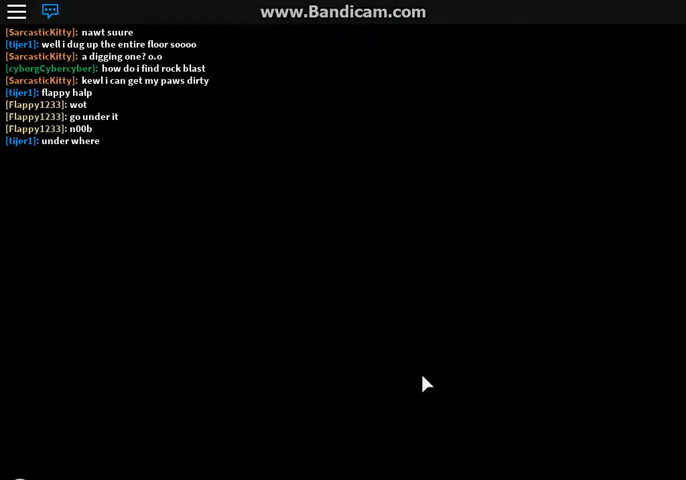 www.Bandicam.com
[SarcasticKitty]: nawt suure
[tijer1]: well i dug up the entire floor soooo
[SarcasticKitty]: a digging one? o.o
[cyborgCybercyber]: how do i find rock blast
[SarcasticKitty]: kewl i can get my paws dirty
[tijer1]: flappy halp
[Flappy1233]: wot
[Flappy1233]: go under it
[Flappy1233]: n00b
[tijer1]: under where